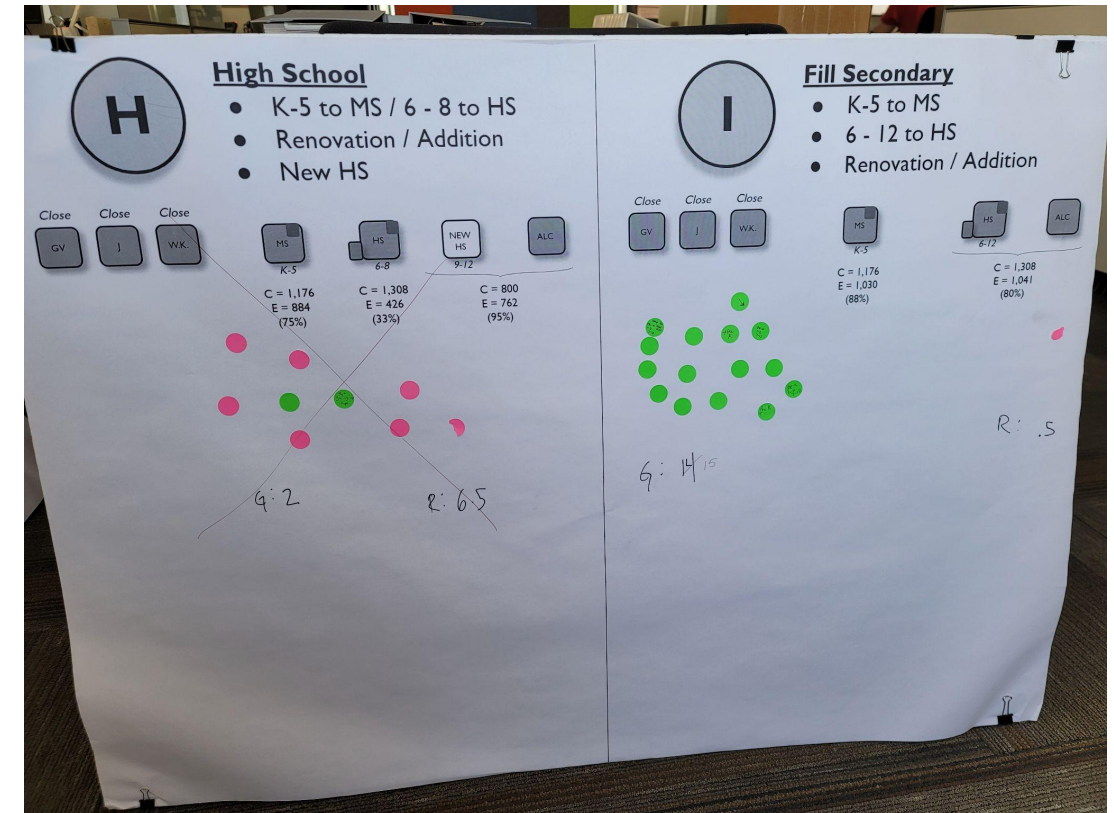 H
High School
• K-5 to MS / 6 - 8 to HS
• Renovation / Addition
• New HS
Close Close Close
GV J W.K. MS HS NEW HS ALC
K-5 6-8 9-12
C = 1,176
E = 884
(75%)
C = 1,308
E = 426
(33%)
C = 800
E = 762
(95%)
G: 2
R: 6.5
I
Fill Secondary
• K-5 to MS
• 6 - 12 to HS
• Renovation / Addition
Close Close Close
GV J W.K. MS HS ALC
K-5 6-12
C = 1,176
E = 1,030
(88%)
C = 1,308
E = 1,041
(80%)
G: 14/15
R: .5